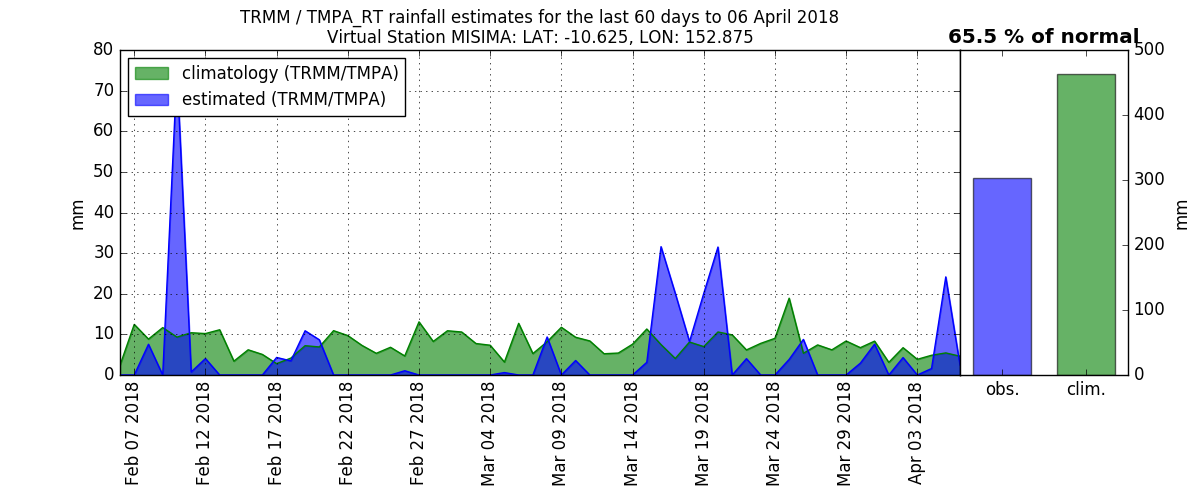 TRMM / TMPA_RT rainfall estimates for the last 60 days to 06 April 2018
Virtual Station MISIMA: LAT: -10.625, LON: 152.875
65.5 % of normal
climatology (TRMM/TMPA)
estimated (TRMM/TMPA)
80
70
60
50
40
30
20
10
0
mm
Feb 07 2018
Feb 12 2018
Feb 17 2018
Feb 22 2018
Feb 27 2018
Mar 04 2018
Mar 09 2018
Mar 14 2018
Mar 19 2018
Mar 24 2018
Mar 29 2018
Apr 03 2018
obs.
clim.
500
400
300
200
100
0
mm